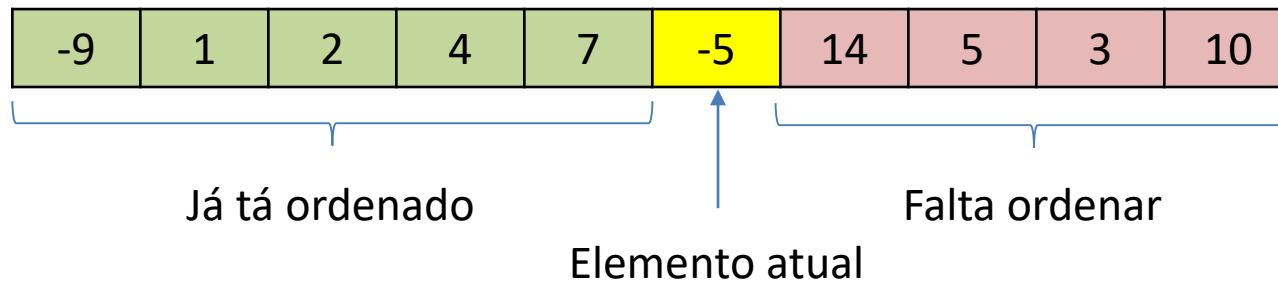 -9 1 2 4 7 -5 14 5 3 10
Já tá ordenado
Falta ordenar
Elemento atual